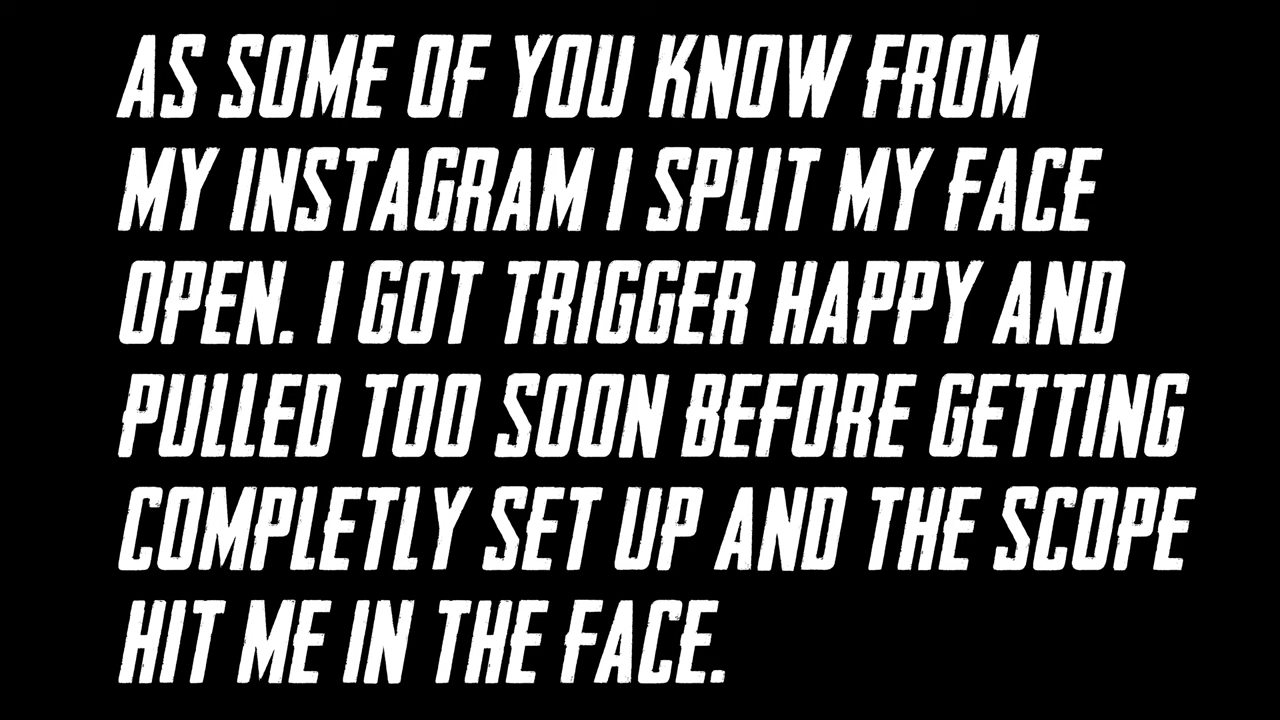 AS SOME OF YOU KNOW FROM
MY INSTAGRAM I SPLIT MY FACE
OPEN. I GOT TRIGGER HAPPY AND
PULLED TOO SOON BEFORE GETTING
COMPLETLY SET UP AND THE SCOPE
HIT ME IN THE FACE.